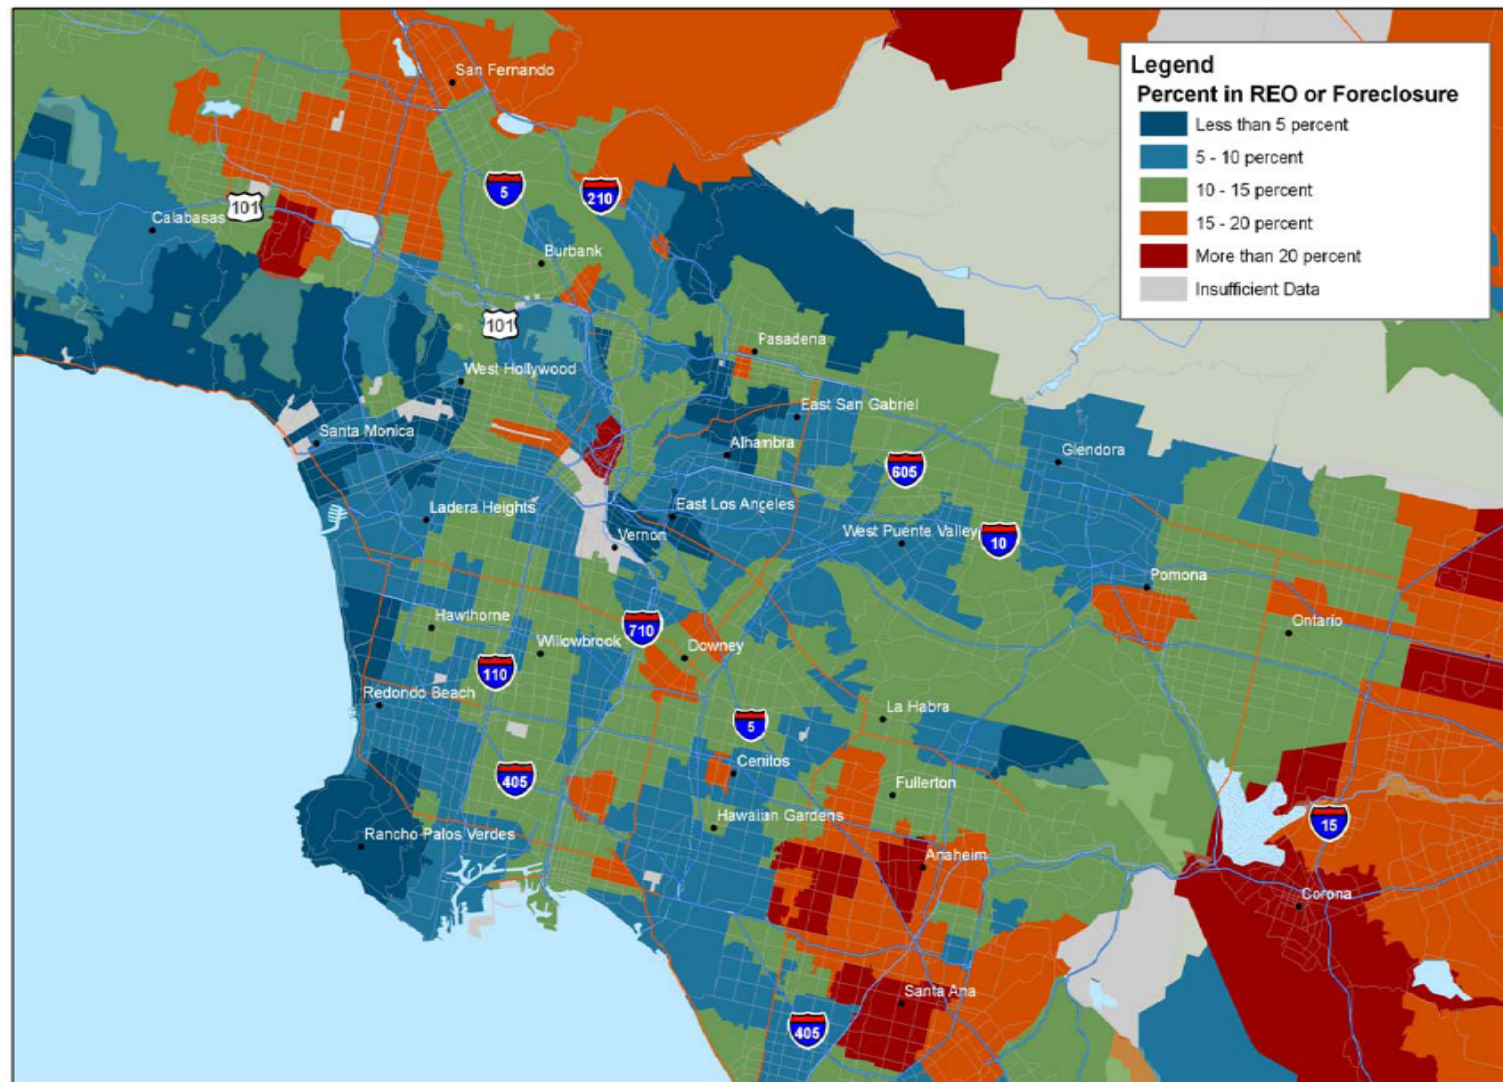 San Fernando
Legend
Percent in REO or Foreclosure
Less than 5 percent
5 - 10 percent
10 - 15 percent
15 - 20 percent
More than 20 percent
Insufficient Data
5
210
101
Calabasas
Burbank
101
Pasadena
West Hollywood
East San Gabriel
Santa Monica
Alhambra
Glendora
605
Ladera Heights
East Los Angeles
Vernon
West Puente Valley
10
Pomona
Hawthorne
710
Ontario
Willowbrook
Downey
110
Redondo Beach
La Habra
5
405
Cerritos
Fullerton
Hawaiian Gardens
15
Rancho Palos Verdes
Anaheim
Corona
Santa Ana
405